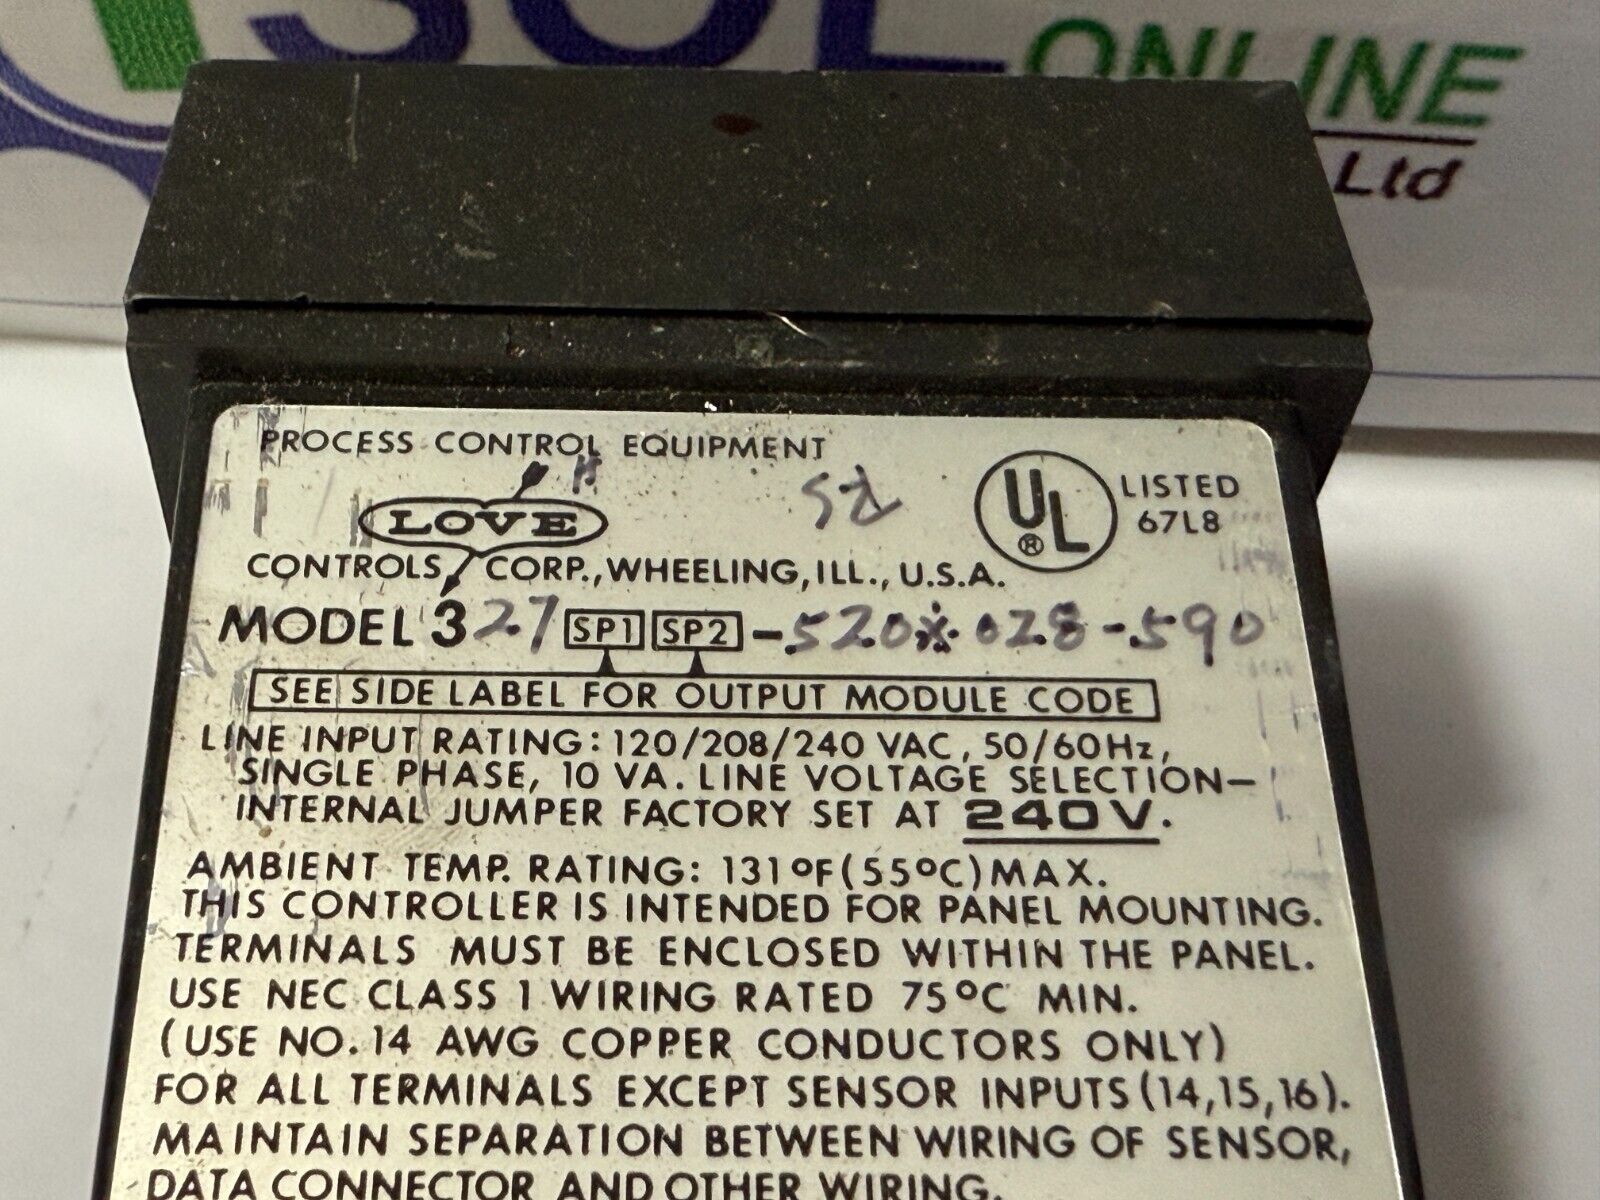 SOL ONLINE
Ltd
PROCESS CONTROL EQUIPMENT
LOVE
CONTROLS CORP., WHEELING, ILL., U.S.A.
UL ® LISTED
67L8
MODEL 327 SP1 SP2 -520 028-590
SEE SIDE LABEL FOR OUTPUT MODULE CODE
LINE INPUT RATING: 120/208/240 VAC, 50/60Hz,
SINGLE PHASE, 10 VA. LINE VOLTAGE SELECTION-
INTERNAL JUMPER FACTORY SET AT 240V.
AMBIENT TEMP. RATING: 131°F (55°C) MAX.
THIS CONTROLLER IS INTENDED FOR PANEL MOUNTING.
TERMINALS MUST BE ENCLOSED WITHIN THE PANEL.
USE NEC CLASS 1 WIRING RATED 75°C MIN.
(USE NO. 14 AWG COPPER CONDUCTORS ONLY)
FOR ALL TERMINALS EXCEPT SENSOR INPUTS (14,15,16).
MAINTAIN SEPARATION BETWEEN WIRING OF SENSOR,
DATA CONNECTOR AND OTHER WIRING.